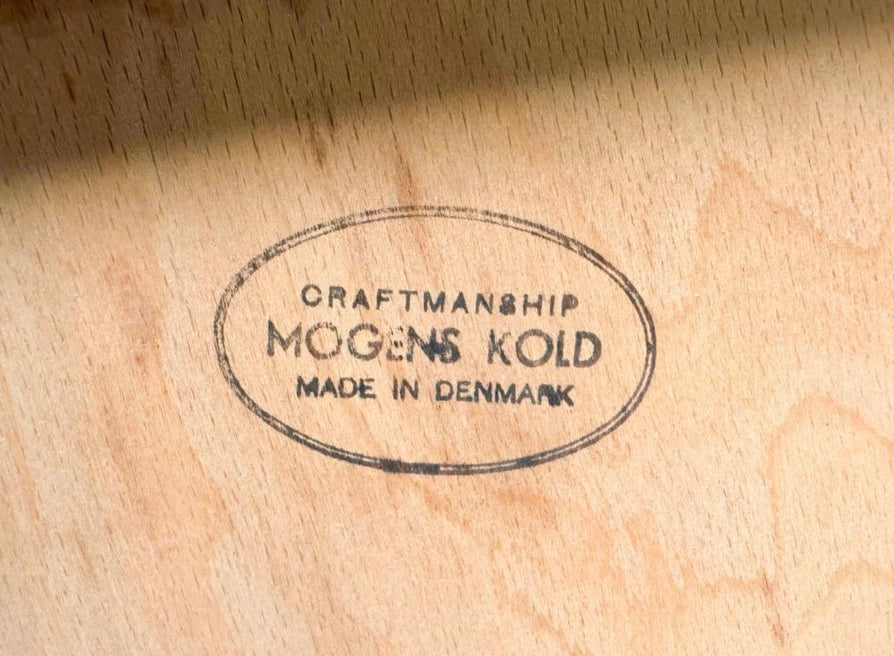 CRAFTMANSHIP
MOGENS KOLD
MADE IN DENMARK